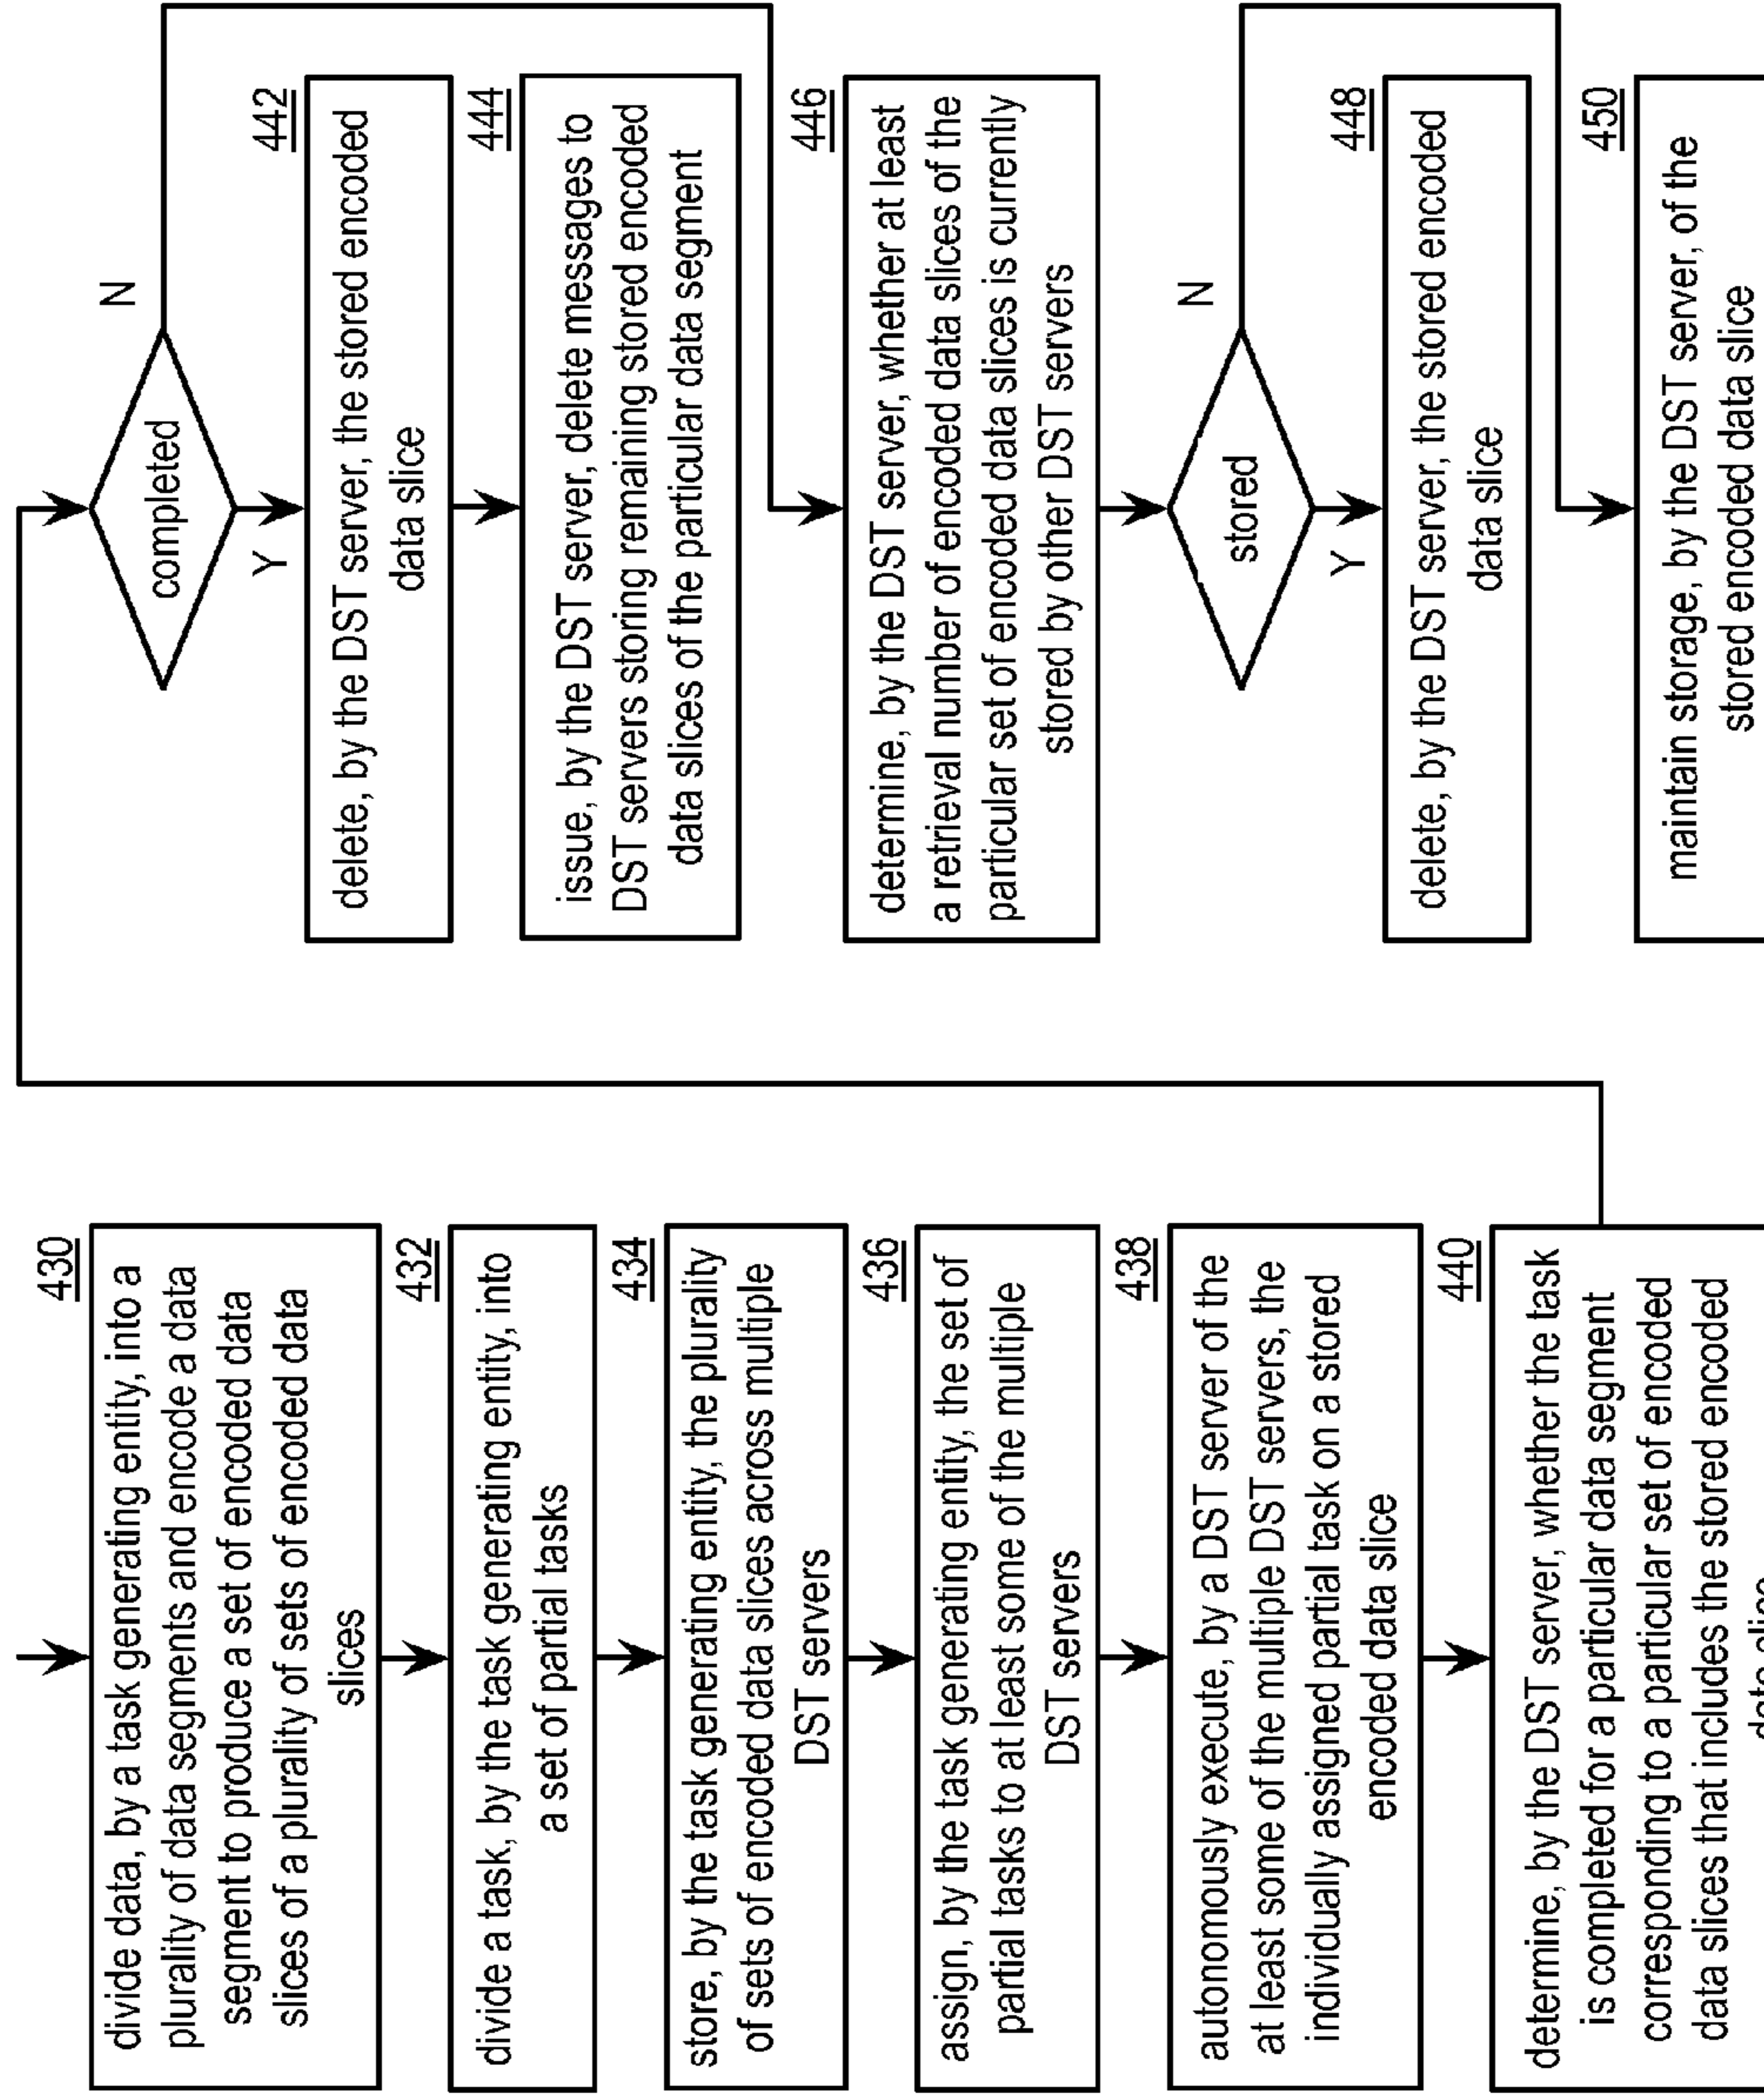 430
divide data, by a task generating entity, into a
plurality of data segments and encode a data
segment to produce a set of encoded data
slices of a plurality of sets of encoded data
slices
432
divide a task, by the task generating entity, into
a set of partial tasks
434
store, by the task generating entity, the plurality
of sets of encoded data slices across multiple
DST servers
436
assign, by the task generating entity, the set of
partial tasks to at least some of the multiple
DST servers
438
autonomously execute, by a DST server of the
at least some of the multiple DST servers, the
individually assigned partial task on a stored
encoded data slice
440
determine, by the DST server, whether the task
is completed for a particular data segment
corresponding to a particular set of encoded
data slices that includes the stored encoded
data slice
completed
N
Y
442
delete, by the DST server, the stored encoded
data slice
444
issue, by the DST server, delete messages to
DST servers storing remaining stored encoded
data slices of the particular data segment
446
determine, by the DST server, whether at least
a retrieval number of encoded data slices of the
particular set of encoded data slices is currently
stored by other DST servers
stored
N
Y
448
delete, by the DST server, the stored encoded
data slice
450
maintain storage, by the DST server, of the
stored encoded data slice